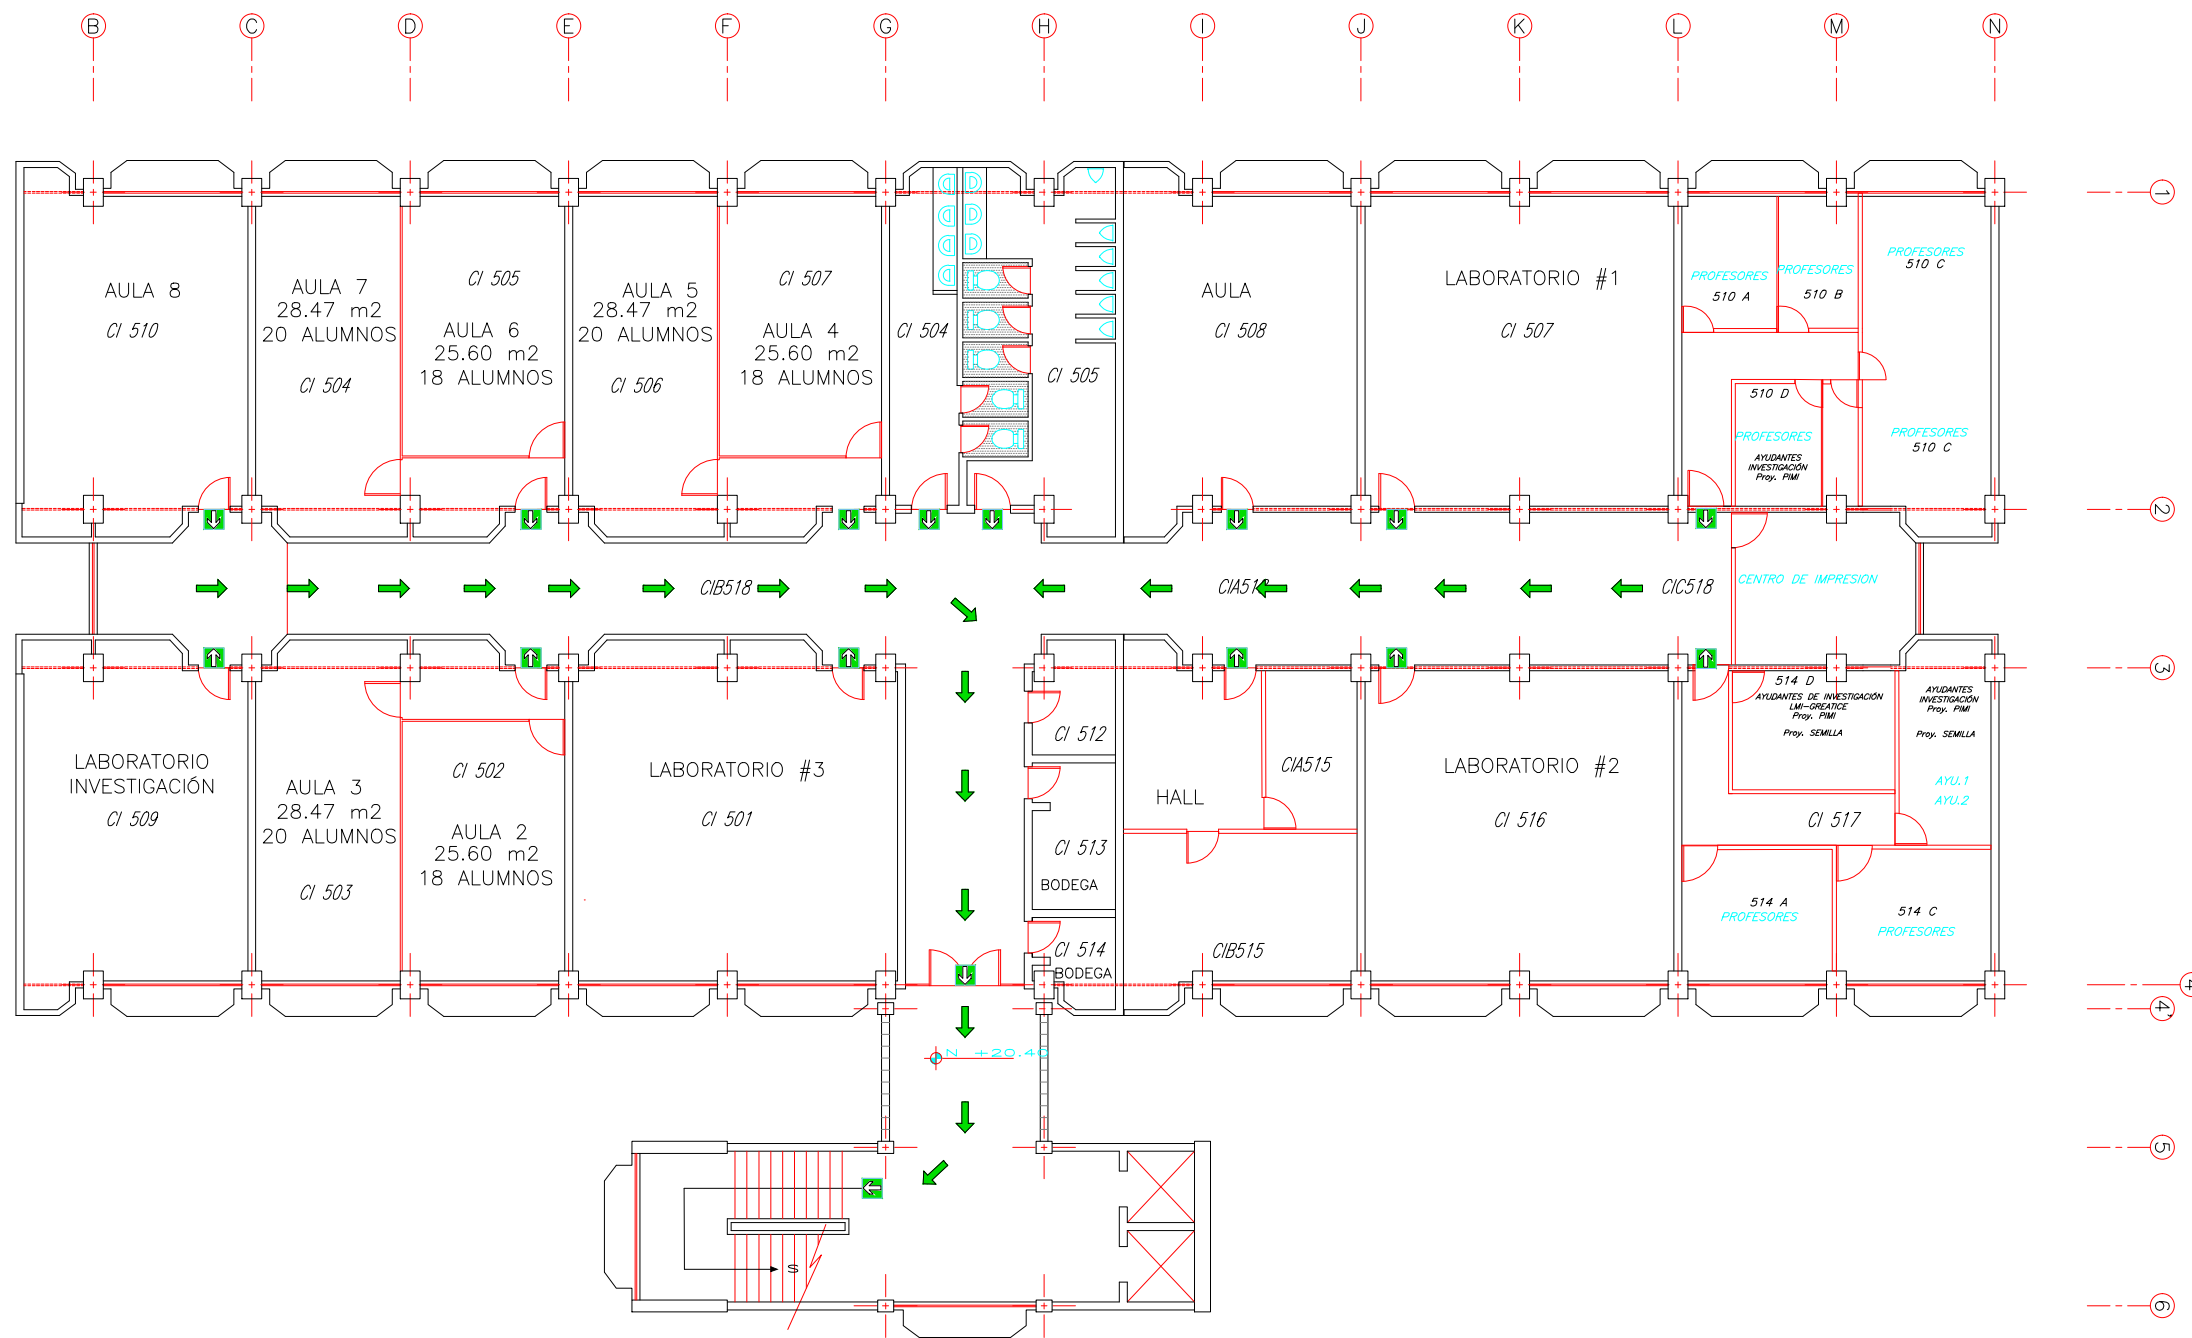 B C D E F G H I J K L M N
1
AULA 8
CI 510
AULA 7
28.47 m2
20 ALUMNOS
CI 504
CI 505
AULA 6
25.60 m2
18 ALUMNOS
AULA 5
28.47 m2
20 ALUMNOS
CI 506
CI 507
AULA 4
25.60 m2
18 ALUMNOS
CI 504
CI 505
AULA
CI 508
LABORATORIO #1
CI 507
PROFESORES
510 A
PROFESORES
510 B
PROFESORES
510 C
510 D
PROFESORES
AYUDANTES
INVESTIGACIÓN
Proy. PIMI
PROFESORES
510 C
2
CIB518
CIC518
CENTRO DE IMPRESION
3
LABORATORIO
INVESTIGACIÓN
CI 509
AULA 3
28.47 m2
20 ALUMNOS
CI 503
CI 502
AULA 2
25.60 m2
18 ALUMNOS
LABORATORIO #3
CI 501
CI 512
CI 513
BODEGA
CI 514
BODEGA
HALL
CIA515
CIB515
LABORATORIO #2
CI 516
514 D
AYUDANTES DE INVESTIGACIÓN
LMI-GREATICE
Proy. PIMI
Proy. SEMILLA
AYUDANTES
INVESTIGACIÓN
Proy. PIMI
Proy. SEMILLA
AYU.1
AYU.2
CI 517
514 A
PROFESORES
514 C
PROFESORES
4
4'
N +20.40
5
S
6